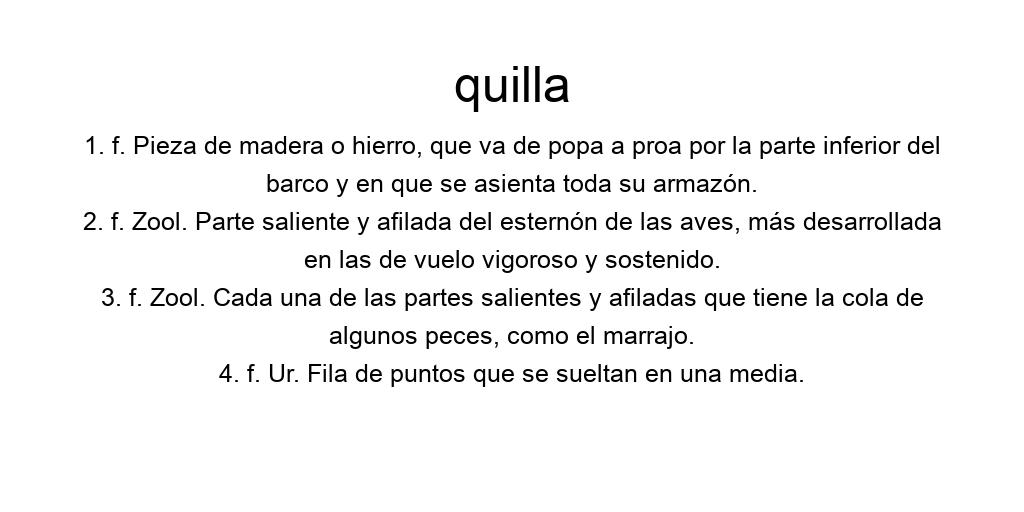 quilla
1. f. Pieza de madera o hierro, que va de popa a proa por la parte inferior del
barco y en que se asienta toda su armazón.
2. f. Zool. Parte saliente y afilada del esternón de las aves, más desarrollada
en las de vuelo vigoroso y sostenido.
3. f. Zool. Cada una de las partes salientes y afiladas que tiene la cola de
algunos peces, como el marrajo.
4. f. Ur. Fila de puntos que se sueltan en una media.